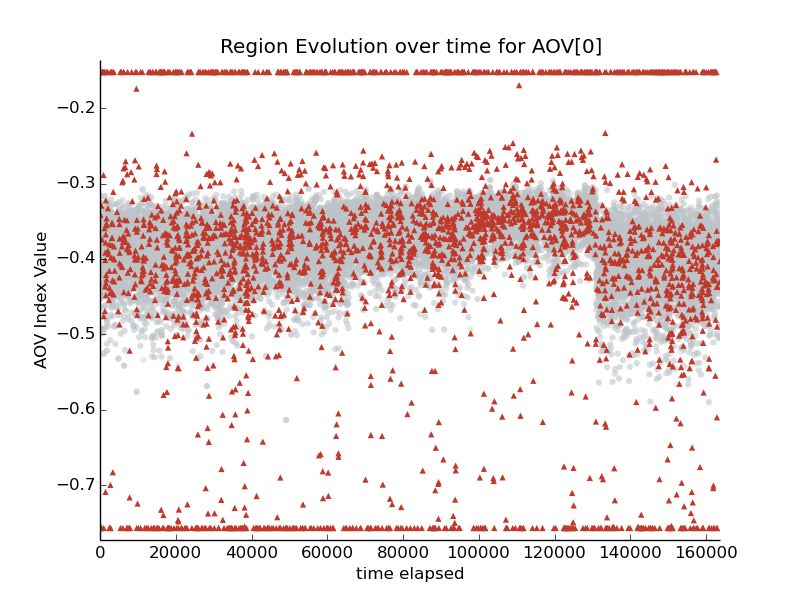 Region Evolution over time for AOV[0]
AOV Index Value
−0.2
−0.3
−0.4
−0.5
−0.6
−0.7
0 20000 40000 60000 80000 100000 120000 140000 160000
time elapsed